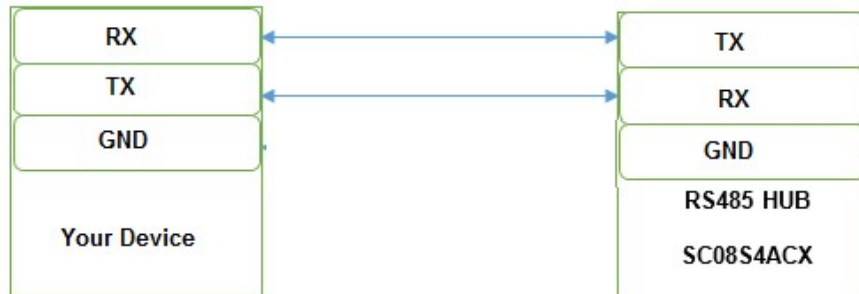 RX
TX
GND
Your Device
TX
RX
GND
RS485 HUB
SC08S4ACX